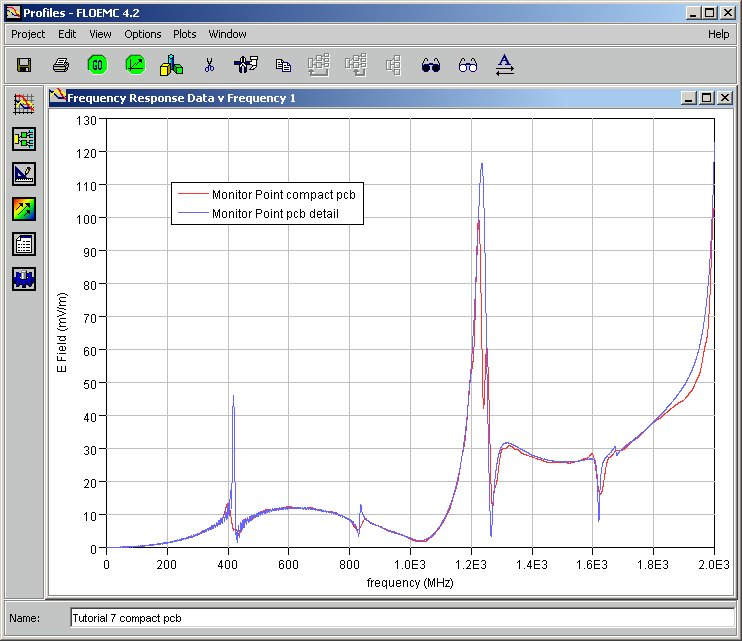 Profiles - FLOEMC 4.2
Project Edit View Options Plots Window Help
GO
A
Frequency Response Data v Frequency 1
130
120
110
100
90
80
70
60
50
40
30
20
10
0
E Field (mV/m)
Monitor Point compact pcb
Monitor Point pcb detail
0 200 400 600 800 1.0E3 1.2E3 1.4E3 1.6E3 1.8E3 2.0E3
frequency (MHz)
Name: Tutorial 7 compact pcb